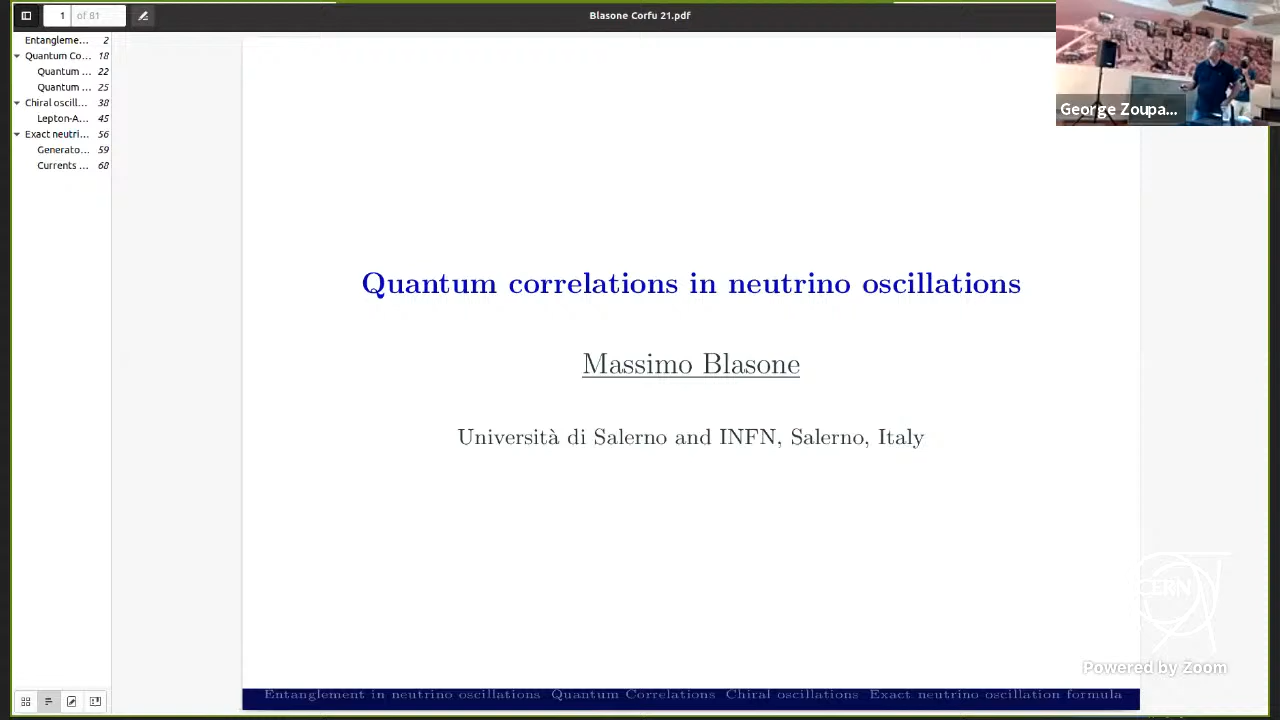 1 of 81
Blasone Corfu 21.pdf
Entangleme... 2
Quantum Co... 18
Quantum ... 22
Quantum ... 25
Chiral oscill... 38
Lepton-A... 45
Exact neutri... 56
Generato... 59
Currents ... 68
George Zoupa...
Quantum correlations in neutrino oscillations
Massimo Blasone
Università di Salerno and INFN, Salerno, Italy
CERN
Powered by Zoom
Entanglement in neutrino oscillations Quantum Correlations Chiral oscillations Exact neutrino oscillation formula